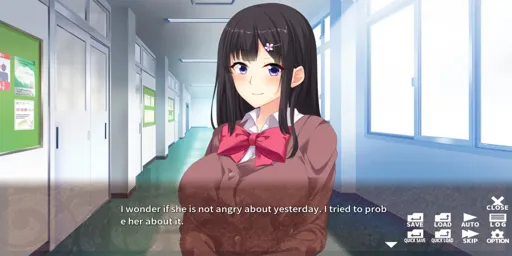 I wonder if she is not angry about yesterday. I tried to prob
e her about it.
CLOSE
SAVE LOAD AUTO LOG
QUICK SAVE QUICK LOAD SKIP OPTION